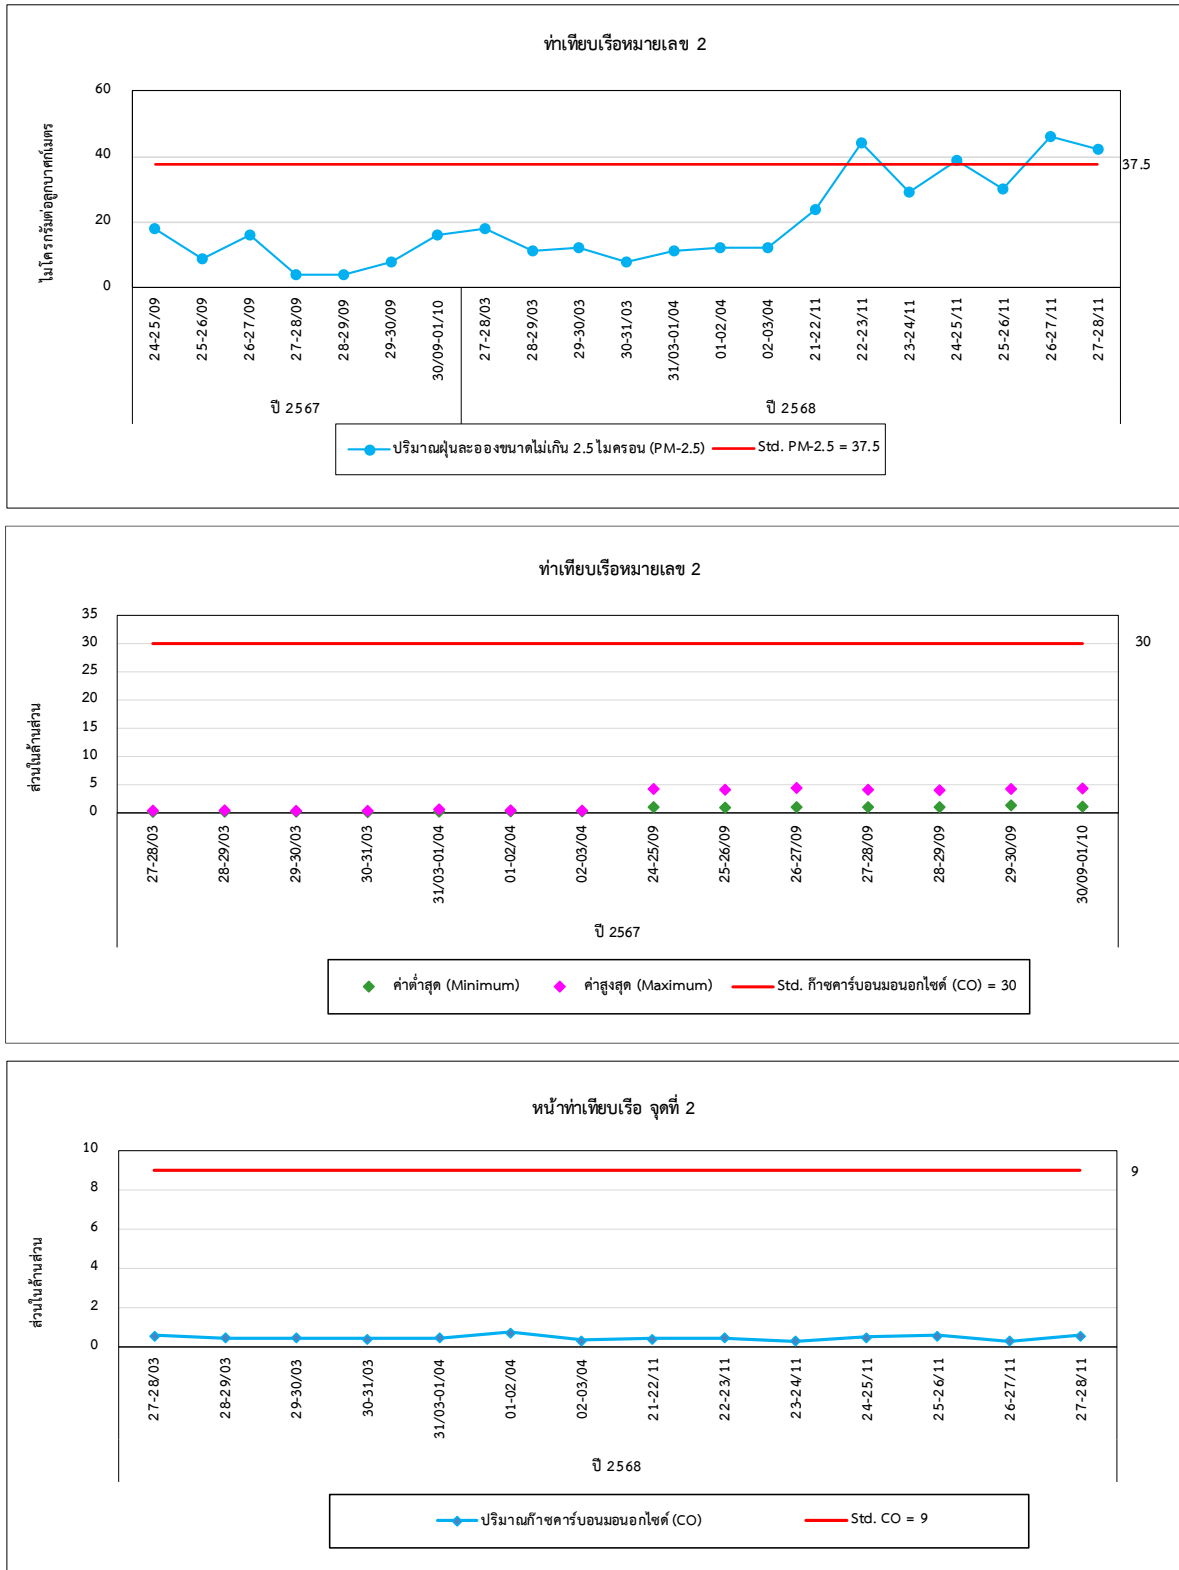 ท่าเทียบเรือหมายเลข 2
ไมโครกรัมต่อลูกบาศก์เมตร
60
40
20
0
37.5
24-25/09 25-26/09 26-27/09 27-28/09 28-29/09 29-30/09 30/09-01/10 27-28/03 28-29/03 29-30/03 30-31/03 31/03-01/04 01-02/04 02-03/04 21-22/11 22-23/11 23-24/11 24-25/11 25-26/11 26-27/11 27-28/11
ปี 2567 ปี 2568
ปริมาณฝุ่นละอองขนาดไม่เกิน 2.5 ไมครอน (PM-2.5) Std. PM-2.5 = 37.5
ท่าเทียบเรือหมายเลข 2
ส่วนในล้านส่วน
35
30
25
20
15
10
5
0
30
27-28/03 28-29/03 29-30/03 30-31/03 31/03-01/04 01-02/04 02-03/04 24-25/09 25-26/09 26-27/09 27-28/09 28-29/09 29-30/09 30/09-01/10
ปี 2567
ค่าต่ำสุด (Minimum) ค่าสูงสุด (Maximum) Std. ก๊าซคาร์บอนมอนอกไซด์ (CO) = 30
หน้าท่าเทียบเรือ จุดที่ 2
ส่วนในล้านส่วน
10
8
6
4
2
0
9
27-28/03 28-29/03 29-30/03 30-31/03 31/03-01/04 01-02/04 02-03/04 21-22/11 22-23/11 23-24/11 24-25/11 25-26/11 26-27/11 27-28/11
ปี 2568
ปริมาณก๊าซคาร์บอนมอนอกไซด์ (CO) Std. CO = 9